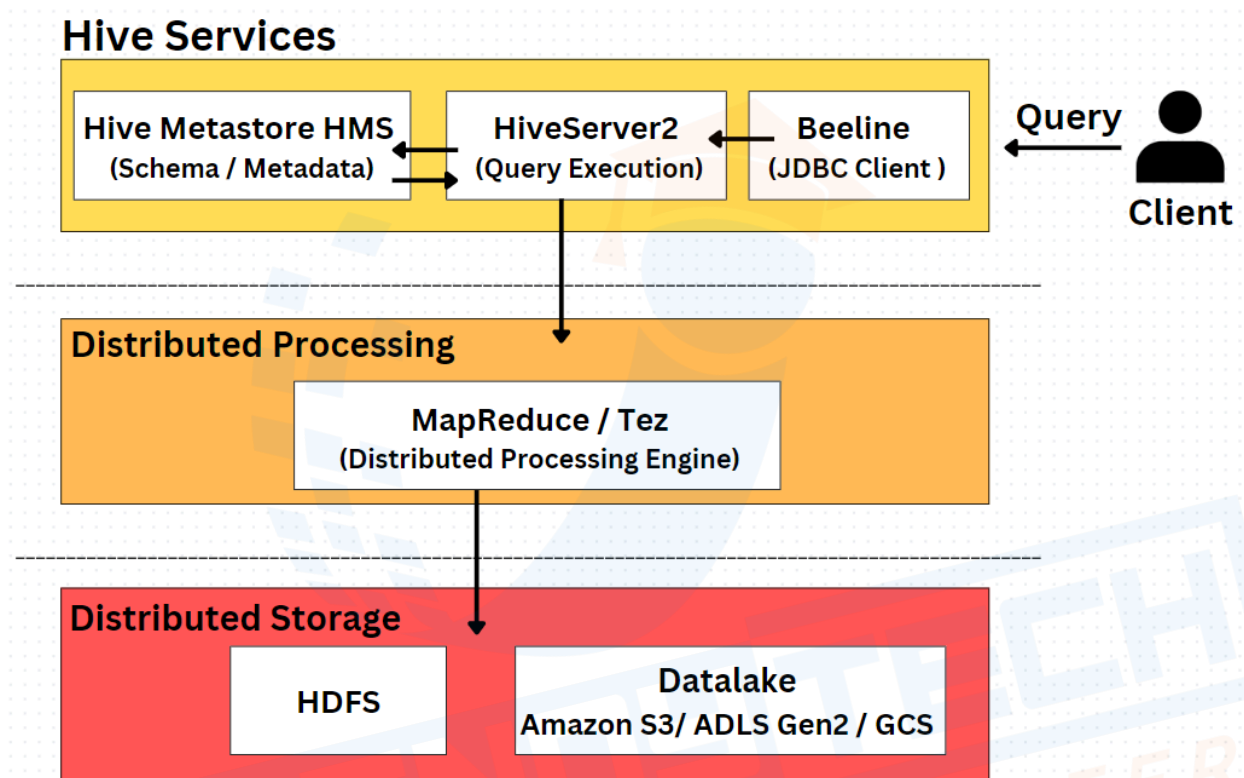 Hive Services
Hive Metastore HMS
(Schema / Metadata)
HiveServer2
(Query Execution)
Beeline
(JDBC Client )
Query
Client
Distributed Processing
MapReduce / Tez
(Distributed Processing Engine)
Distributed Storage
HDFS
Datalake
Amazon S3/ ADLS Gen2 / GCS
TECH